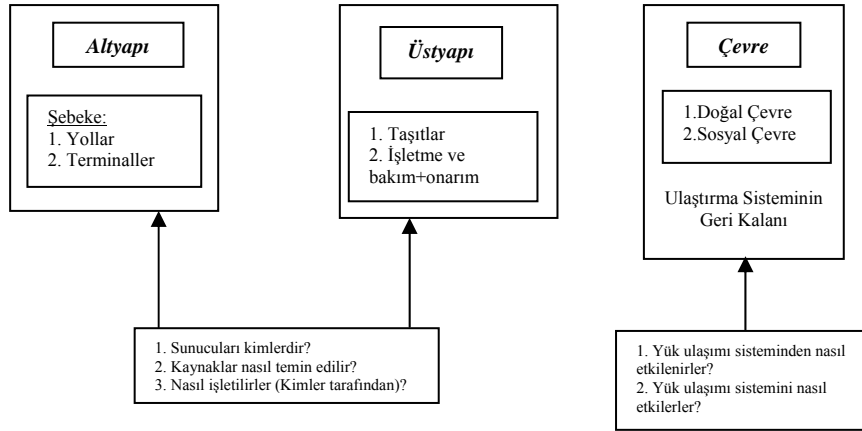 Altyapı
Şebeke:
1. Yollar
2. Terminaller
Üstyapı
1. Taşıtlar
2. İşletme ve
bakım+onarım
Çevre
1.Doğal Çevre
2.Sosyal Çevre
Ulaştırma Sisteminin
Geri Kalanı
1. Sunucuları kimlerdir?
2. Kaynaklar nasıl temin edilir?
3. Nasıl işletilirler (Kimler tarafından)?
1. Yük ulaşımı sisteminden nasıl
etkilenirler?
2. Yük ulaşımı sistemini nasıl
etkilerler?